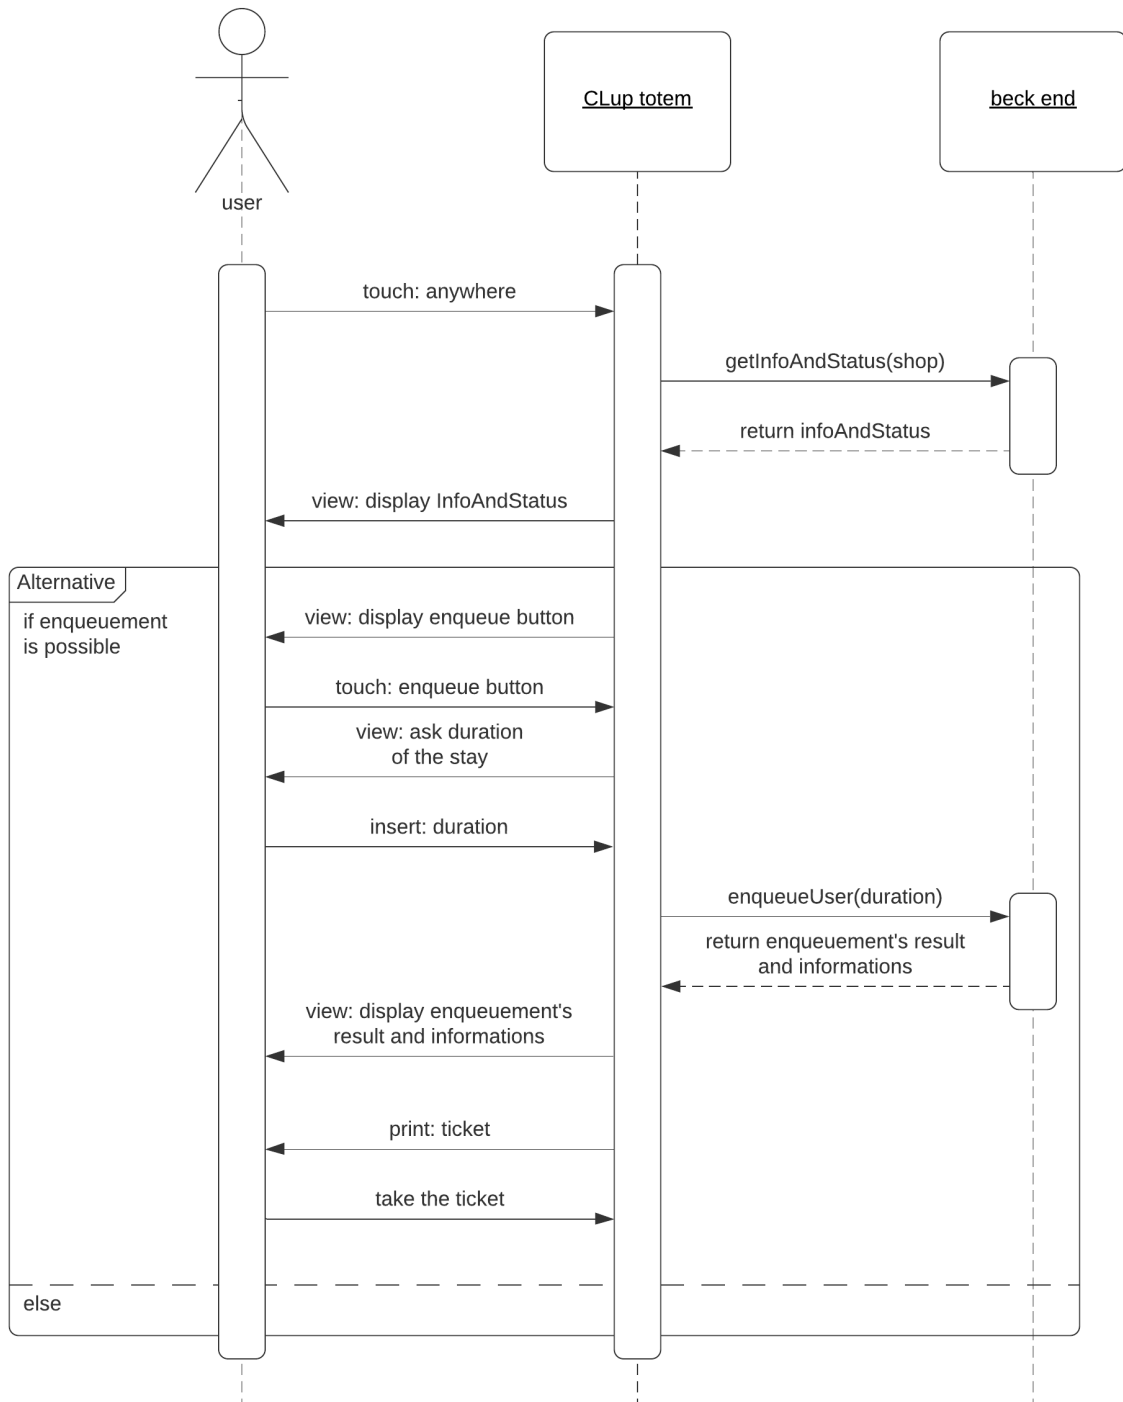 CLup totem
beck end
user
touch: anywhere
getInfoAndStatus(shop)
return infoAndStatus
view: display InfoAndStatus
Alternative
if enqueuement
is possible
view: display enqueue button
touch: enqueue button
view: ask duration
of the stay
insert: duration
enqueueUser(duration)
return enqueuement's result
and informations
view: display enqueuement's
result and informations
print: ticket
take the ticket
else